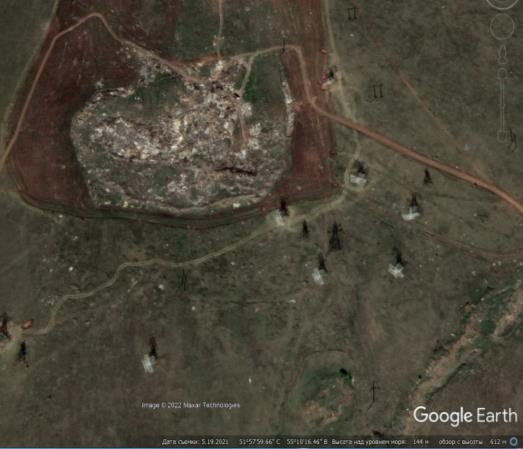 Image © 2022 Maxar Technologies
Google Earth
Дата съемки: 5.19.2021 51°57'59.66" С 55°10'16.46" В Высота над уровнем моря: 144 м обзор с высоты 612 м